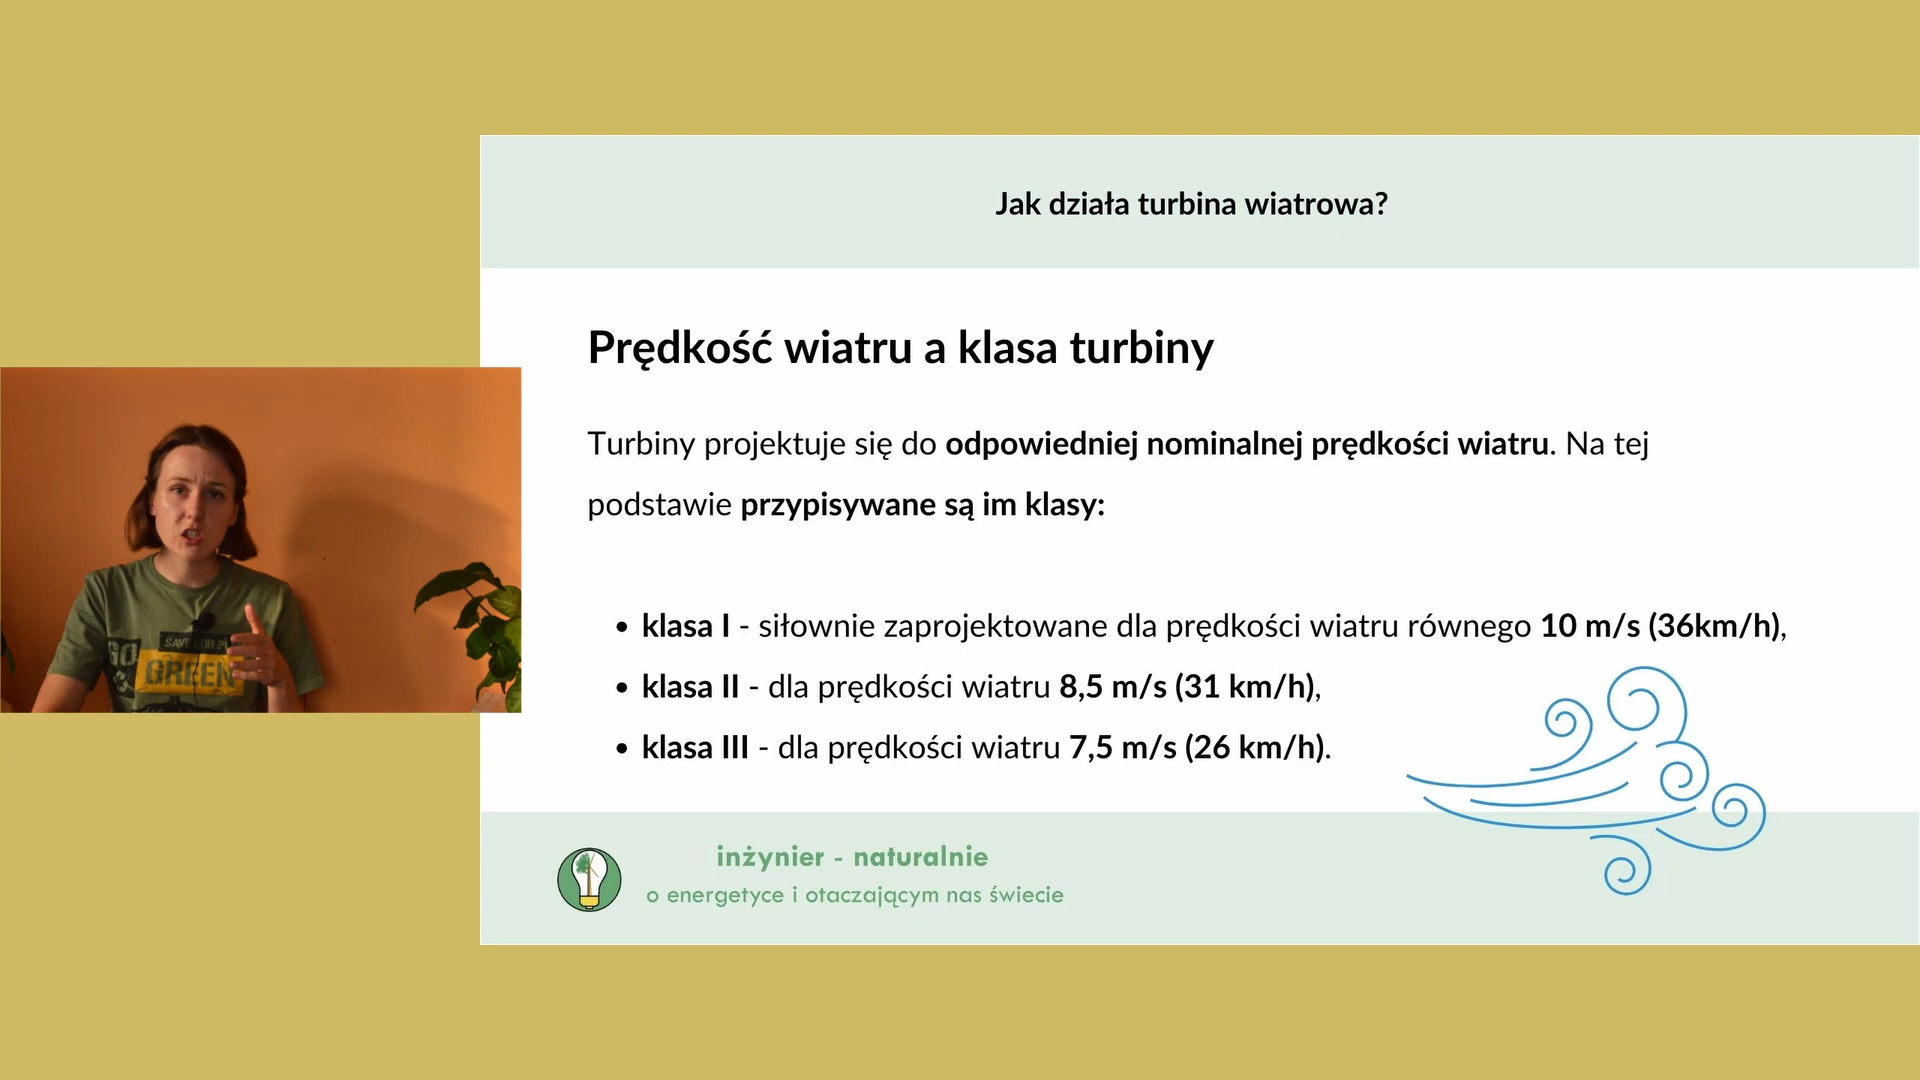 Jak działa turbina wiatrowa?
Prędkość wiatru a klasa turbiny
Turbiny projektuje się do odpowiedniej nominalnej prędkości wiatru. Na tej
podstawie przypisywane są im klasy:
• klasa I - siłownie zaprojektowane dla prędkości wiatru równego 10 m/s (36km/h),
• klasa II - dla prędkości wiatru 8,5 m/s (31 km/h),
• klasa III - dla prędkości wiatru 7,5 m/s (26 km/h).
SAVE OUR
GO
GREEN
inżynier - naturalnie
o energetyce i otaczającym nas świecie